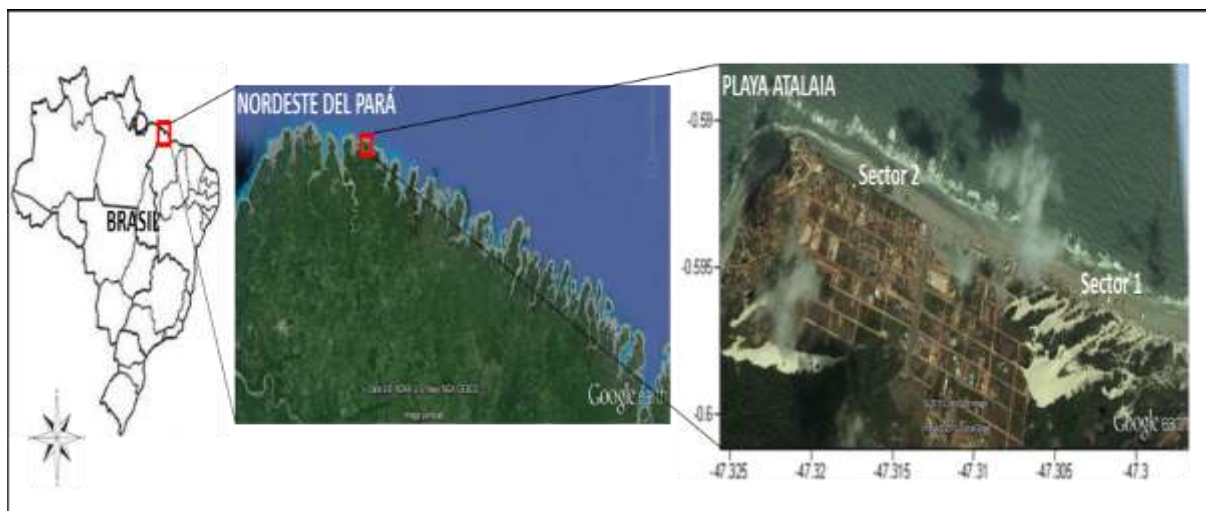 BRASIL
NORDESTE DEL PARÁ
Google earth
PLAYA ATALAIA
Sector 2
Sector 1
Google earth
-0.59
-0.595
-0.6
-47.325
-47.32
-47.315
-47.31
-47.305
-47.3